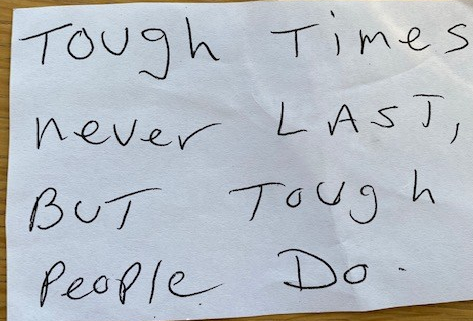 Tough Times
never LAST,
BUT Tough
People Do.